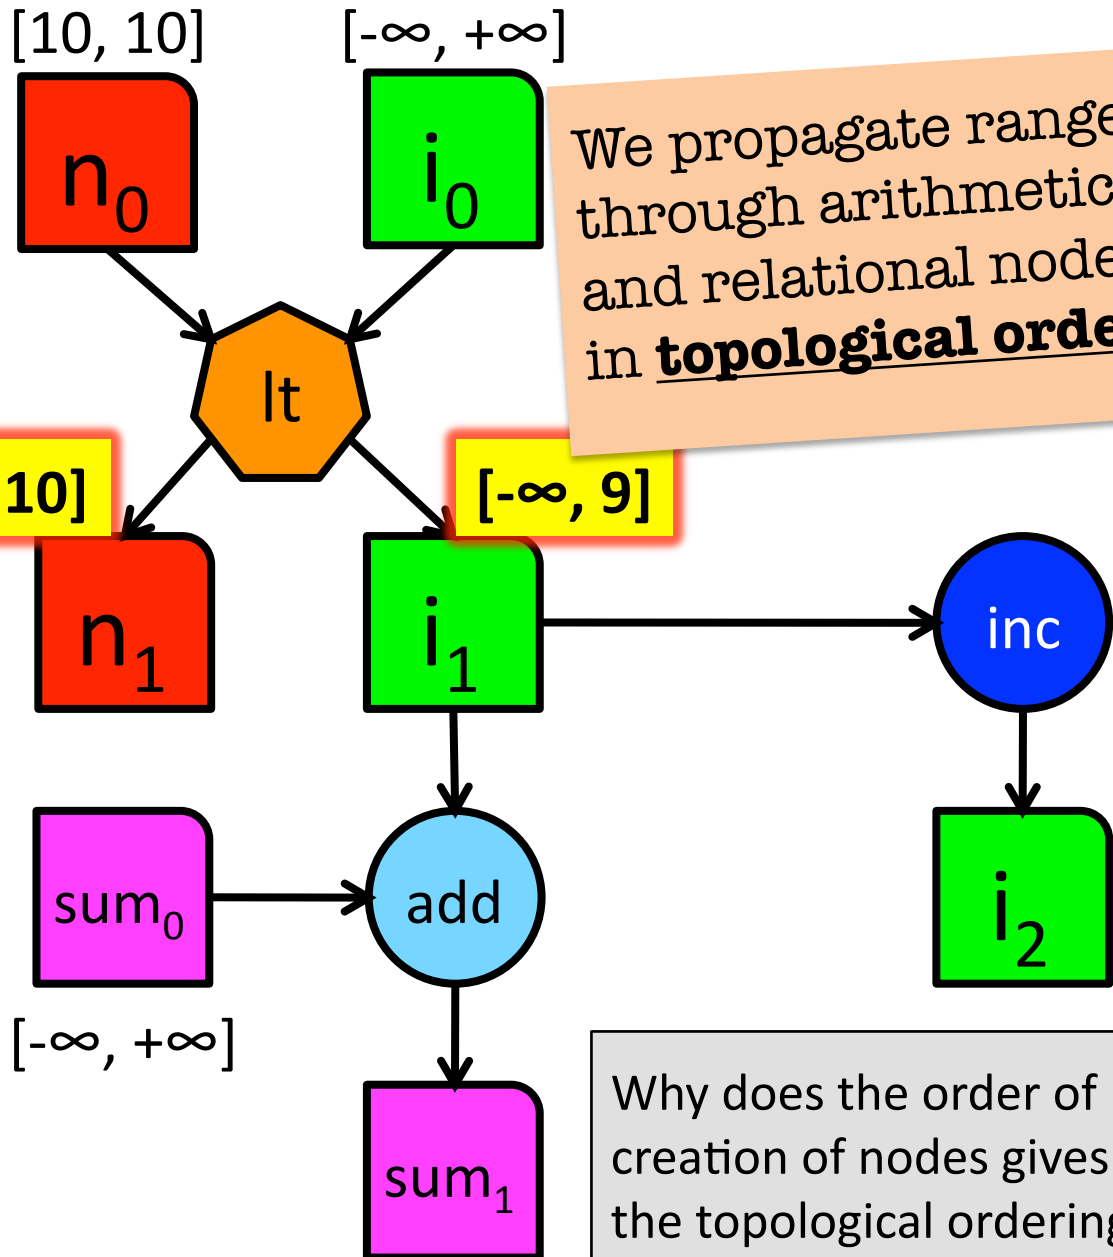 [10, 10]
[-∞, +∞]
n₀
i₀
We propagate range
through arithmetic
and relational node
in topological orde
lt
10]
[-∞, 9]
n₁
i₁
inc
sum₀
add
i₂
[-∞, +∞]
sum₁
Why does the order of
creation of nodes gives
the topological ordering